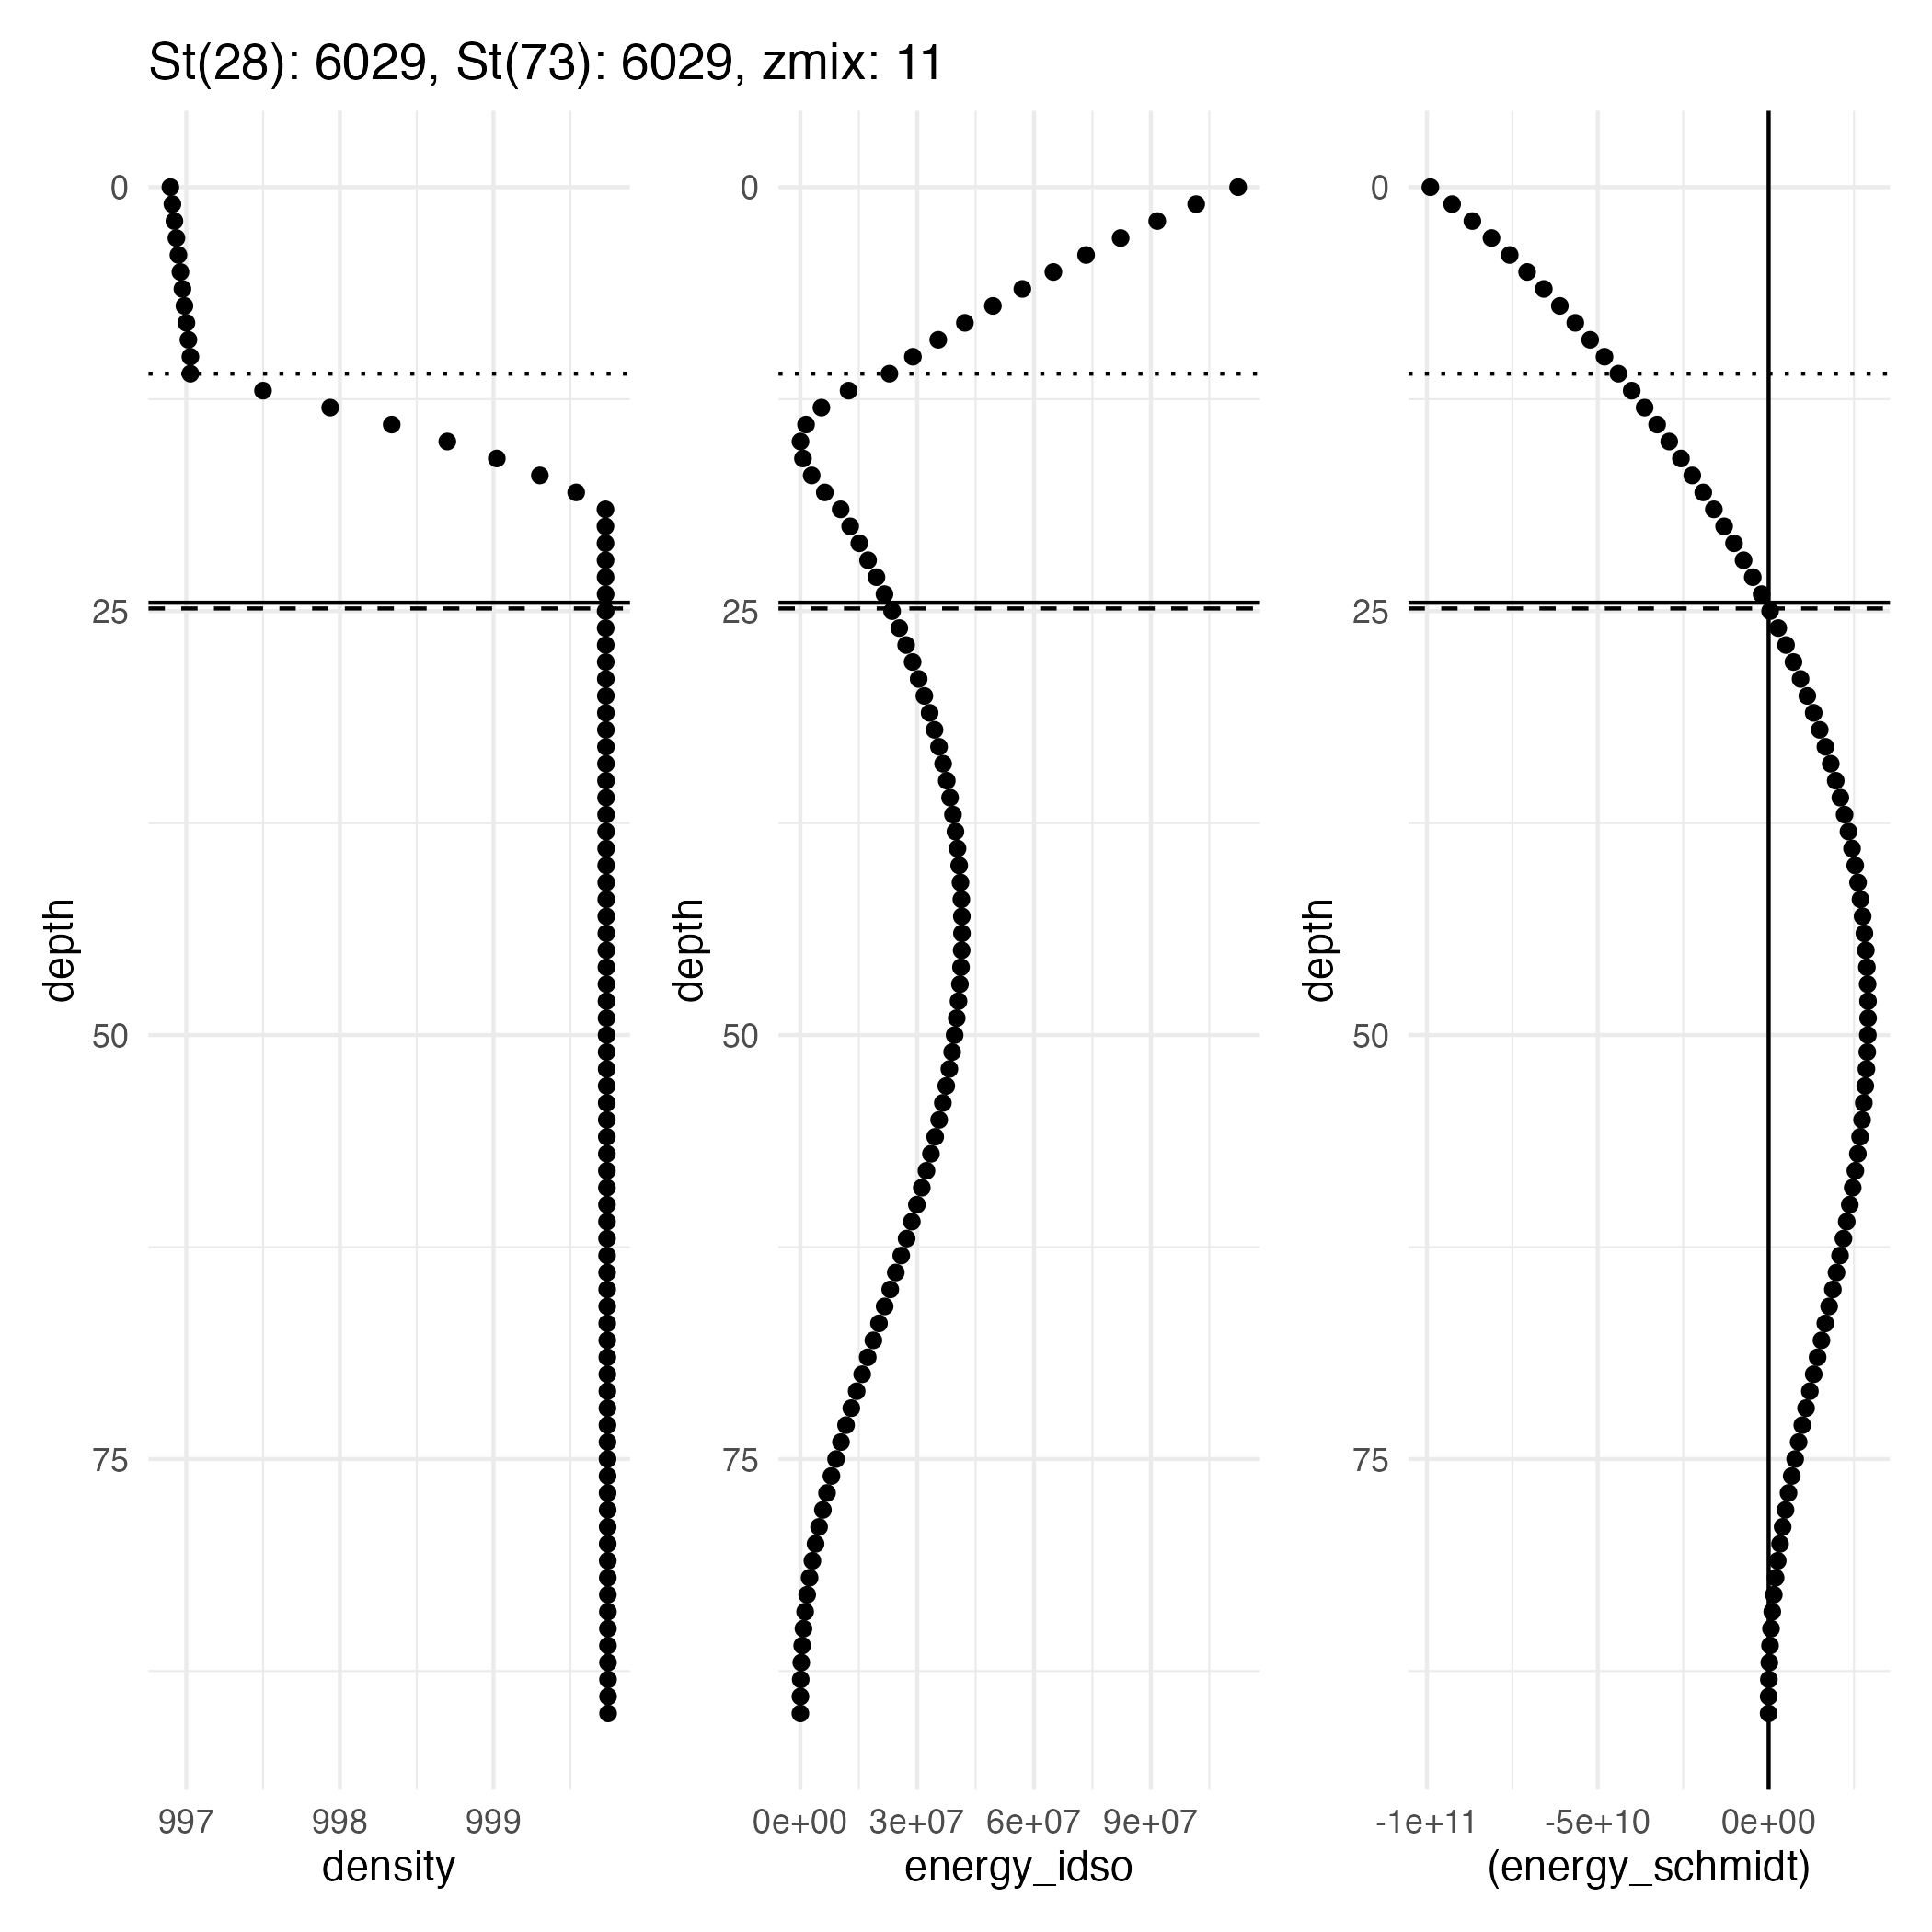 St(28): 6029, St(73): 6029, zmix: 11
0
25
50
75
depth
997 998 999
density
0
25
50
75
depth
0e+00 3e+07 6e+07 9e+07
energy_idso
0
25
50
75
depth
-1e+11 -5e+10 0e+00
(energy_schmidt)